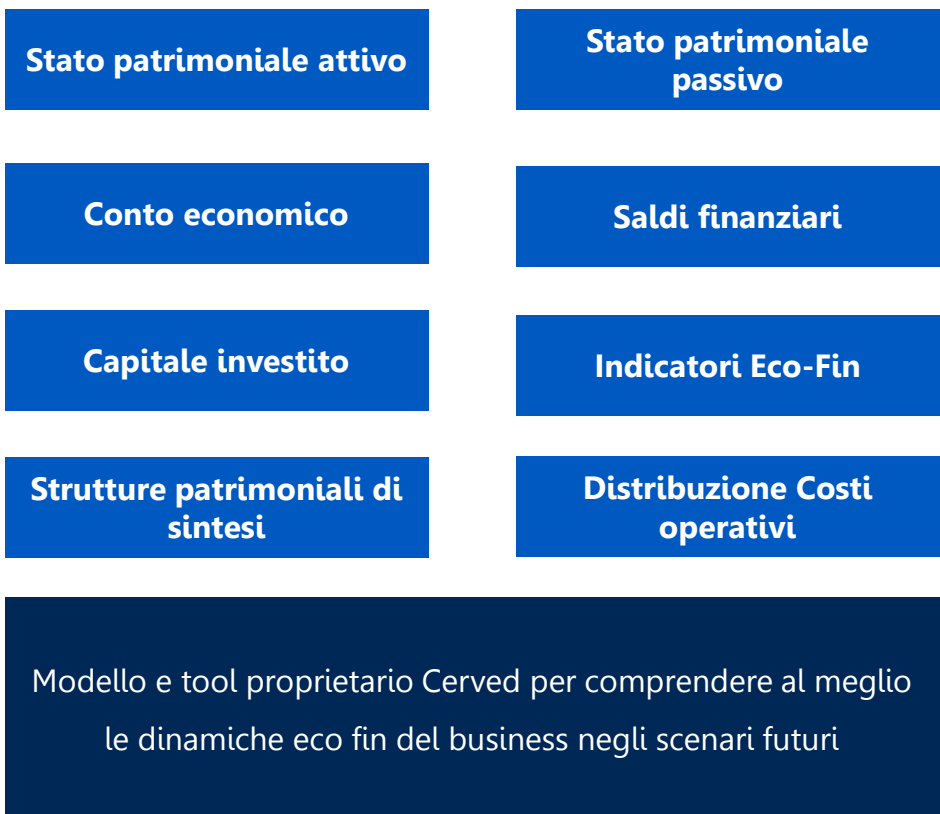 Stato patrimoniale attivo
Stato patrimoniale
passivo
Conto economico
Saldi finanziari
Capitale investito
Indicatori Eco-Fin
Strutture patrimoniali di
sintesi
Distribuzione Costi
operativi
Modello e tool proprietario Cerved per comprendere al meglio
le dinamiche eco fin del business negli scenari futuri